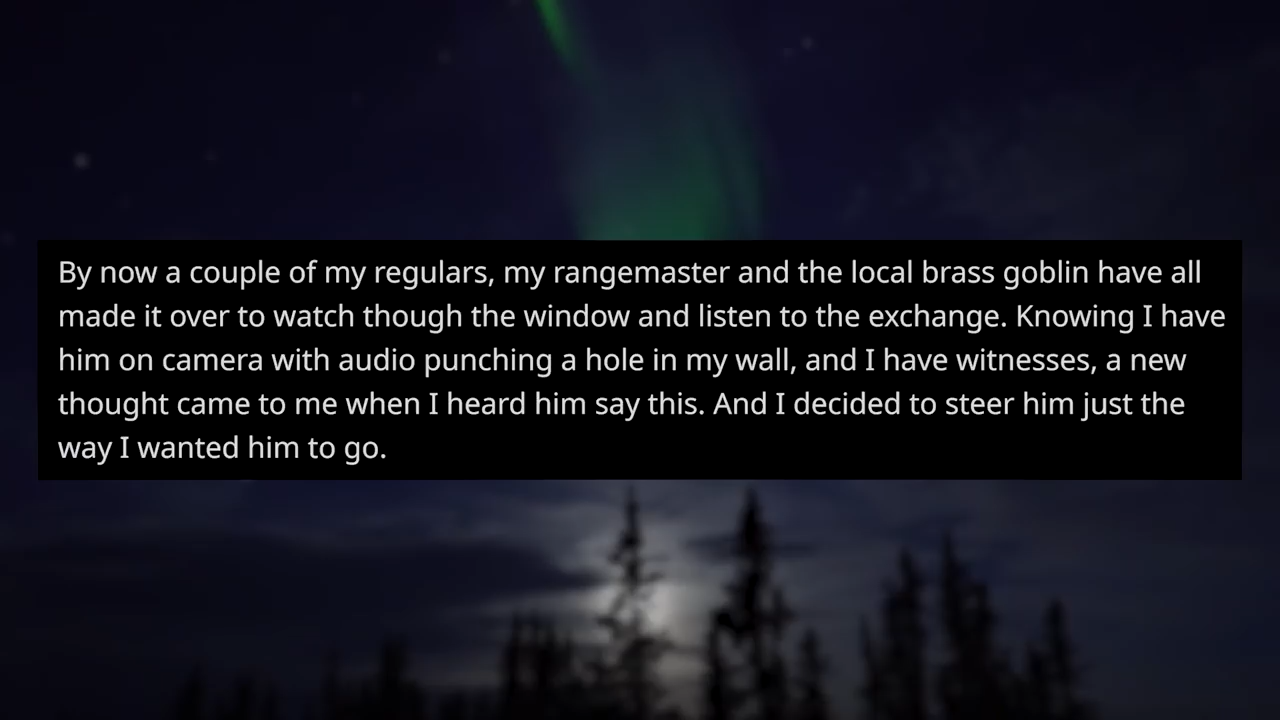 By now a couple of my regulars, my rangemaster and the local brass goblin have all
made it over to watch though the window and listen to the exchange. Knowing I have
him on camera with audio punching a hole in my wall, and I have witnesses, a new
thought came to me when I heard him say this. And I decided to steer him just the
way I wanted him to go.